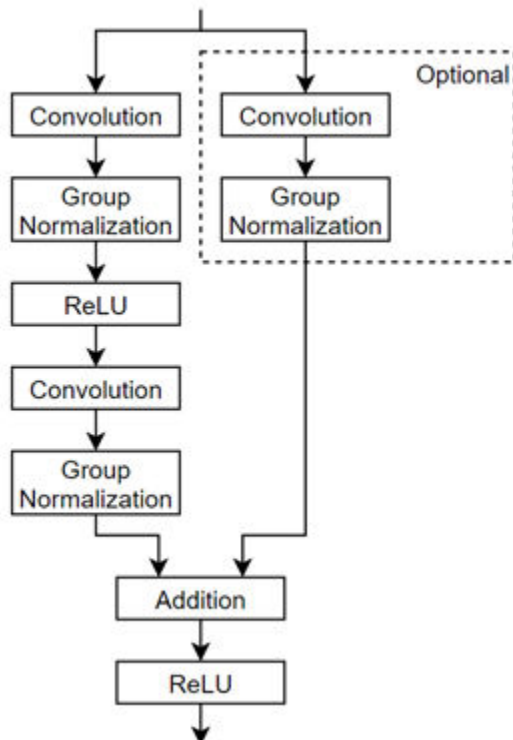 Optional
Convolution
Convolution
Group
Normalization
Group
Normalization
ReLU
Convolution
Group
Normalization
Addition
ReLU